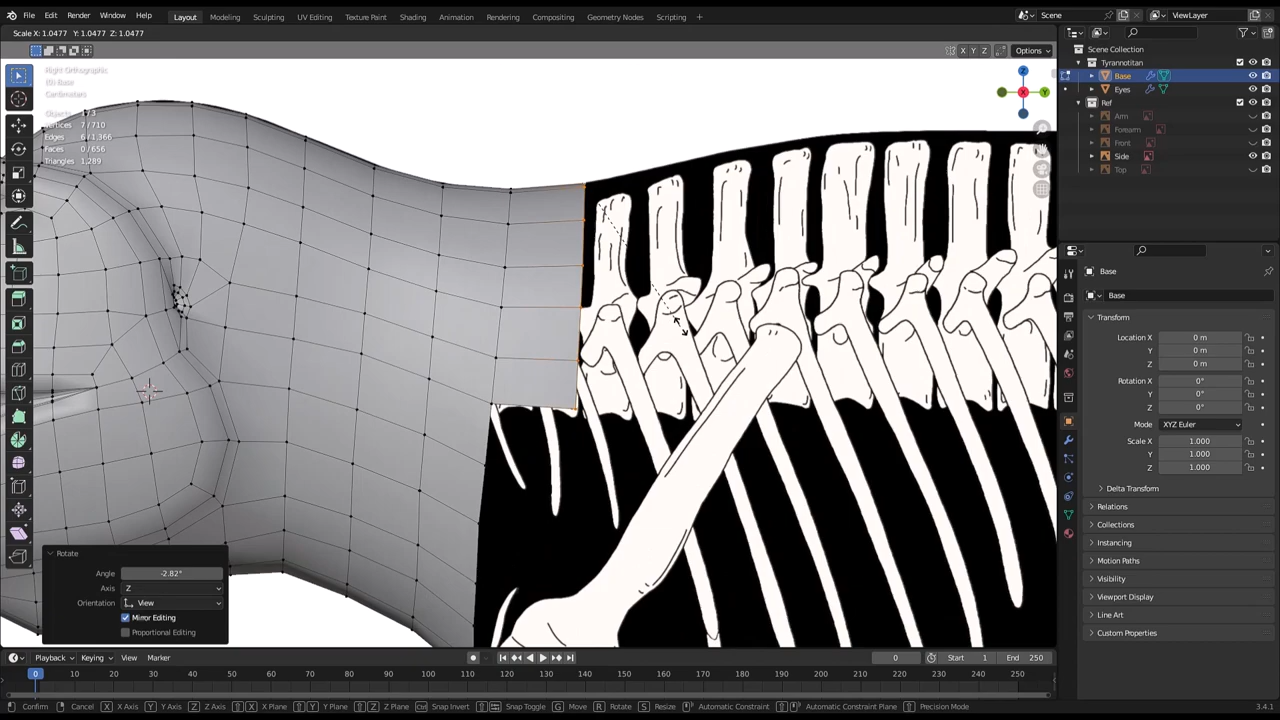 File Edit Render Window Help Layout Modeling Sculpting UV Editing Texture Paint Shading Animation Rendering Compositing Geometry Nodes Scripting + Scene ViewLayer
Scale X: 1.0477 Y: 1.0477 Z: 1.0477
X Y Z Options
Right Orthographic
(0) Base
Centimeters
Objects 1/3
Vertices 7/710
Edges 6/1,366
Faces 0/656
Triangles 1,289
Z
X
Y
Scene Collection
Tyrannotitan
Base
Eyes
Ref
Arm
Forearm
Front
Side
Top
Base
Base
Transform
Location X 0 m
Y 0 m
Z 0 m
Rotation X 0°
Y 0°
Z 0°
Mode XYZ Euler
Scale X 1.000
Y 1.000
Z 1.000
Delta Transform
Relations
Collections
Instancing
Motion Paths
Visibility
Viewport Display
Line Art
Custom Properties
Rotate
Angle -2.82°
Axis Z
Orientation View
Mirror Editing
Proportional Editing
Playback Keying View Marker 0 Start 1 End 250
0 10 20 30 40 50 60 70 80 90 100 110 120 130 140 150 160 170 180 190 200 210 220 230 240 250
Confirm Cancel X X Axis Y Y Axis Z Z Axis X X Plane Y Y Plane Z Z Plane Snap Invert Snap Toggle G Move R Rotate S Resize Automatic Constraint Automatic Constraint Plane Precision Mode 3.4.1